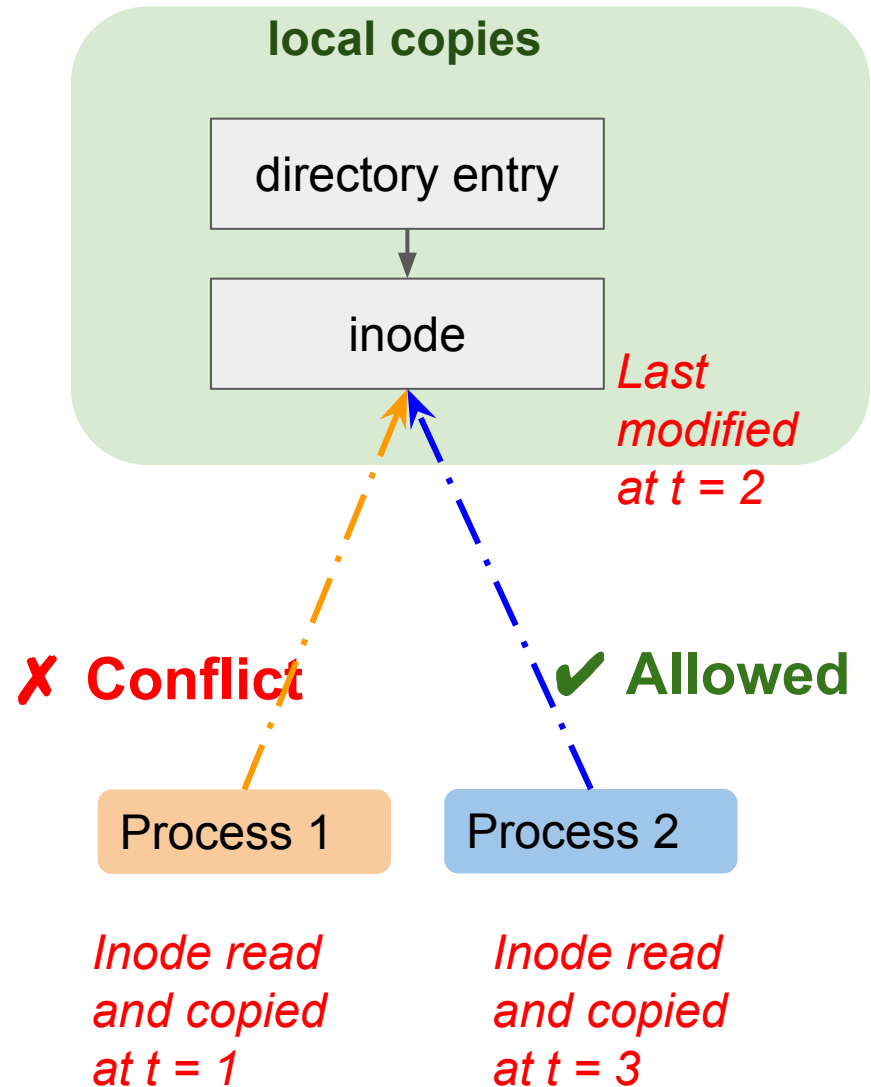 local copies
directory entry
inode
Last
modified
at t = 2
✗ Conflict
✔ Allowed
Process 1
Process 2
Inode read
and copied
at t = 1
Inode read
and copied
at t = 3